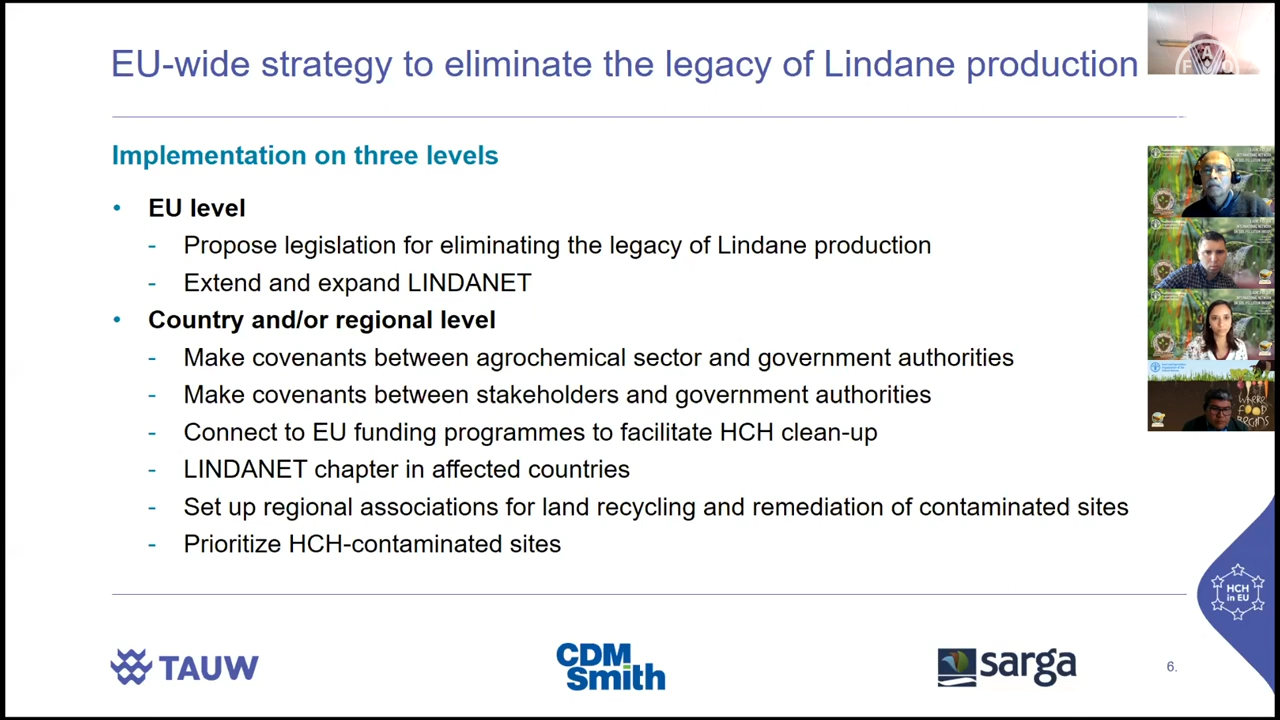 EU-wide strategy to eliminate the legacy of Lindane production
Implementation on three levels
• EU level
- Propose legislation for eliminating the legacy of Lindane production
- Extend and expand LINDANET
• Country and/or regional level
- Make covenants between agrochemical sector and government authorities
- Make covenants between stakeholders and government authorities
- Connect to EU funding programmes to facilitate HCH clean-up
- LINDANET chapter in affected countries
- Set up regional associations for land recycling and remediation of contaminated sites
- Prioritize HCH-contaminated sites
WHERE
FOOD
BEGINS
HCH
in EU
TAUW
CDM
Smith
sarga
6.